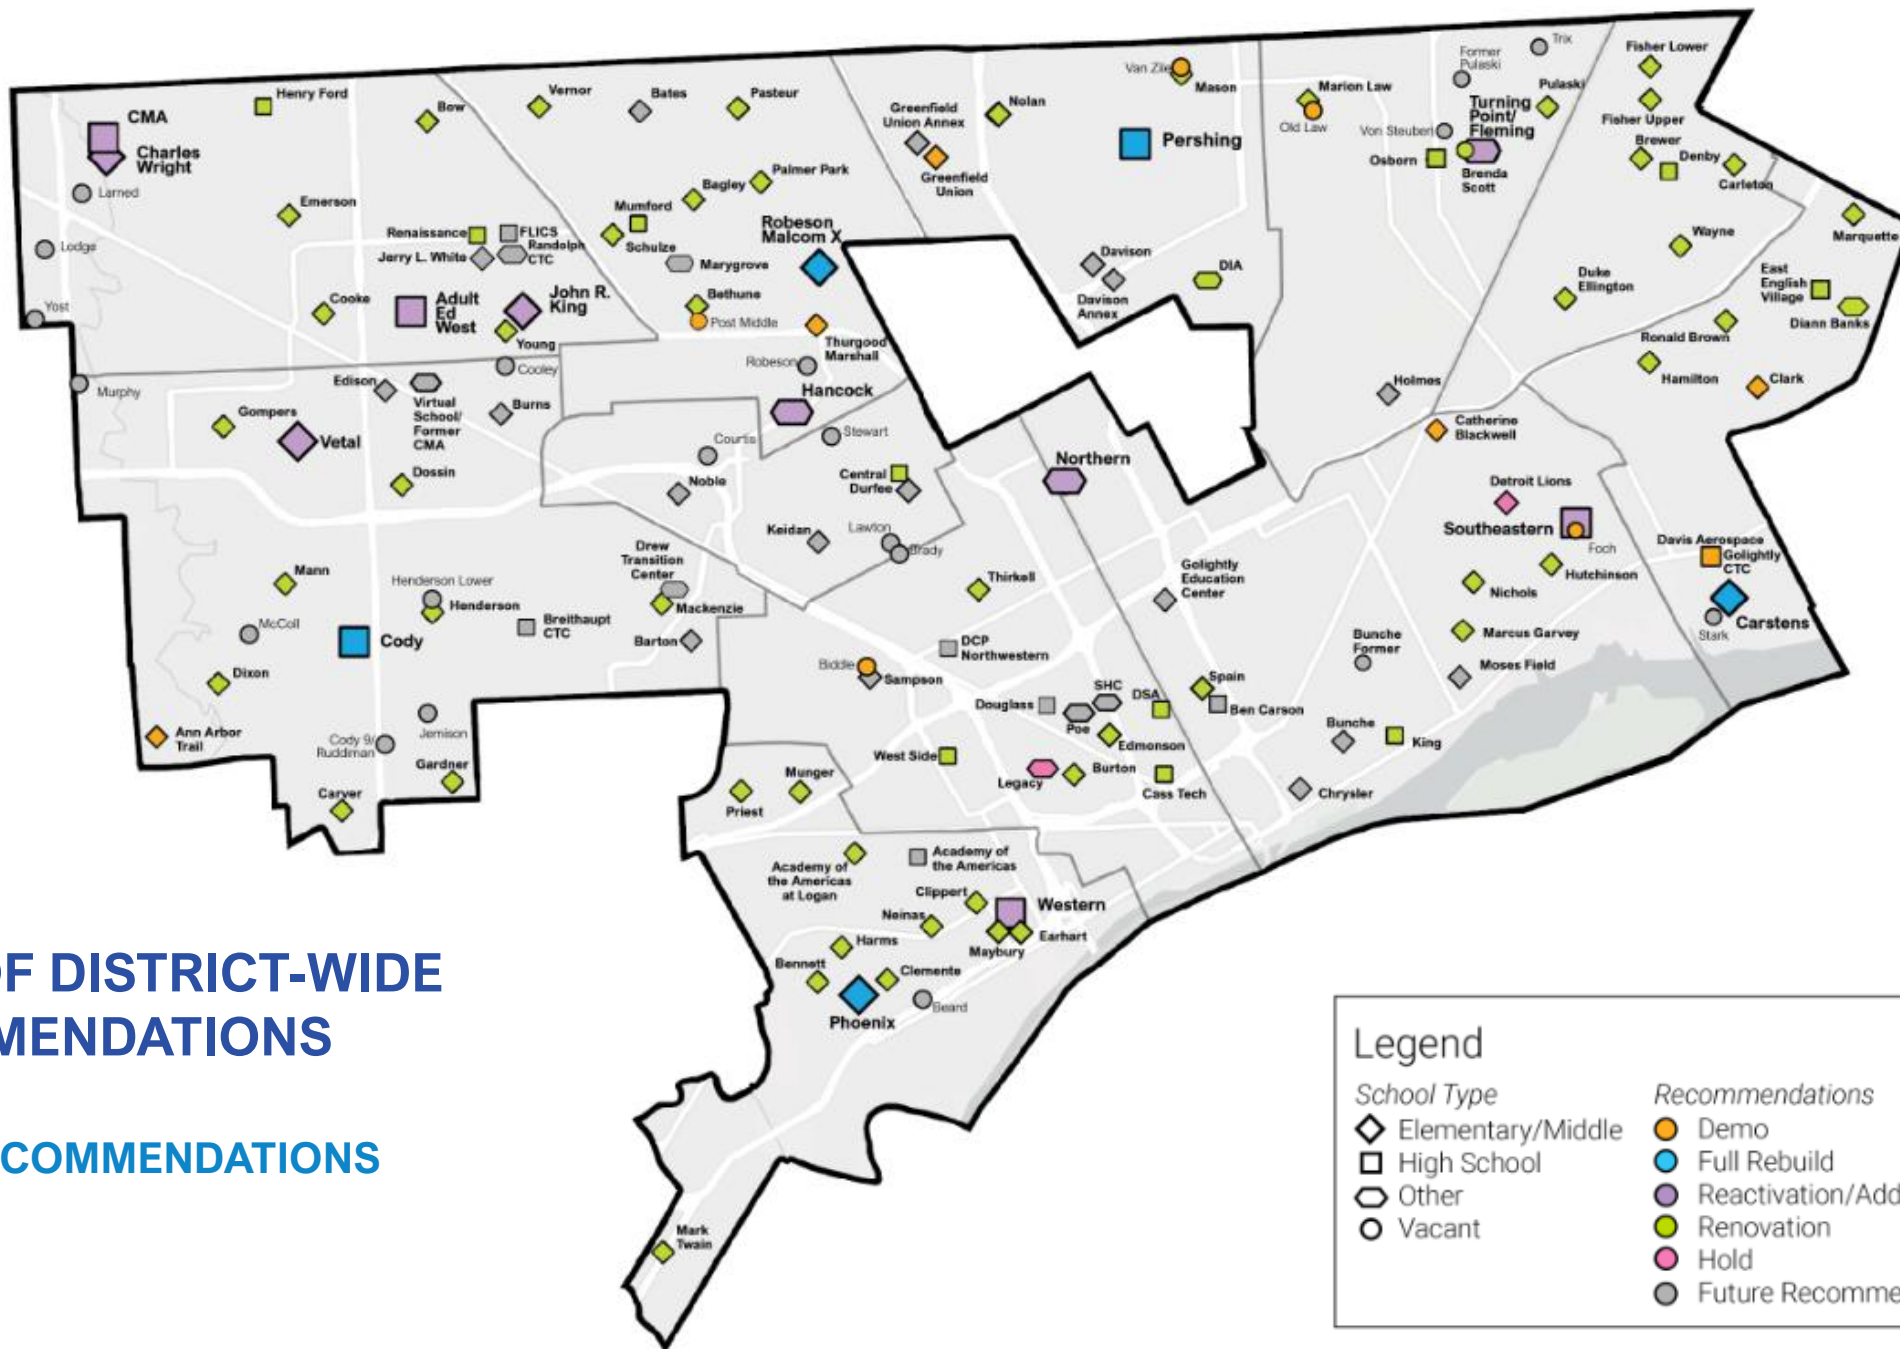 Trix
Former
Pulaski
Fisher Lower
Van Zile
Mason
Henry Ford
Bow
Vernor
Bates
Pasteur
Greenfield
Union Annex
Nolan
Marion Law
Old Law
Pulaski
Turning
Point/
Fleming
Von Steuben
Osborn
Brenda
Scott
Fisher Upper
Brewer
Denby
Carleton
CMA
Charles
Wright
Larned
Lodge
Yost
Emerson
Greenfield
Union
Pershing
Palmer Park
Bagley
Mumford
Schulze
Renaissance
FLICS
Jerry L. White
Randolph
CTC
Marygrove
Robeson
Malcom X
Davison
Davison
Annex
DIA
Marquette
Wayne
Duke
Ellington
East
English
Village
Diann Banks
Ronald Brown
Hamilton
Clark
Cooke
Adult
Ed
West
John R.
King
Young
Bethune
Post Middle
Thurgood
Marshall
Robeson
Hancock
Murphy
Edison
Cooley
Virtual
School/
Former
CMA
Burns
Gompers
Vetal
Dossin
Courtis
Stewart
Noble
Central
Durfee
Keidan
Lawton
Brady
Northern
Holmes
Catherine
Blackwell
Detroit Lions
Southeastern
Foch
Davis Aerospace
Golightly
CTC
Carstens
Stark
Hutchinson
Nichols
Marcus Garvey
Moses Field
Mann
McColl
Henderson Lower
Henderson
Cody
Breithaupt
CTC
Drew
Transition
Center
Mackenzie
Barton
Thirkell
Golightly
Education
Center
DCP
Northwestern
Biddle
Sampson
Bunche
Former
Spain
Ben Carson
Dixon
Ann Arbor
Trail
Cody 9/
Ruddiman
Jemison
Gardner
Carver
Douglass
SHC
Poe
DSA
Edmonson
West Side
Legacy
Burton
Cass Tech
Bunche
King
Chrysler
Priest
Munger
Academy of
the Americas
at Logan
Academy of
the Americas
Clippert
Western
Neinas
Maybury
Earhart
Harms
Bennett
Clemente
Phoenix
Beard
Mark
Twain
OF DISTRICT-WIDE
MENDATIONS
COMMENDATIONS
Legend
School Type
Elementary/Middle
High School
Other
Vacant
Recommendations
Demo
Full Rebuild
Reactivation/Add
Renovation
Hold
Future Recomme